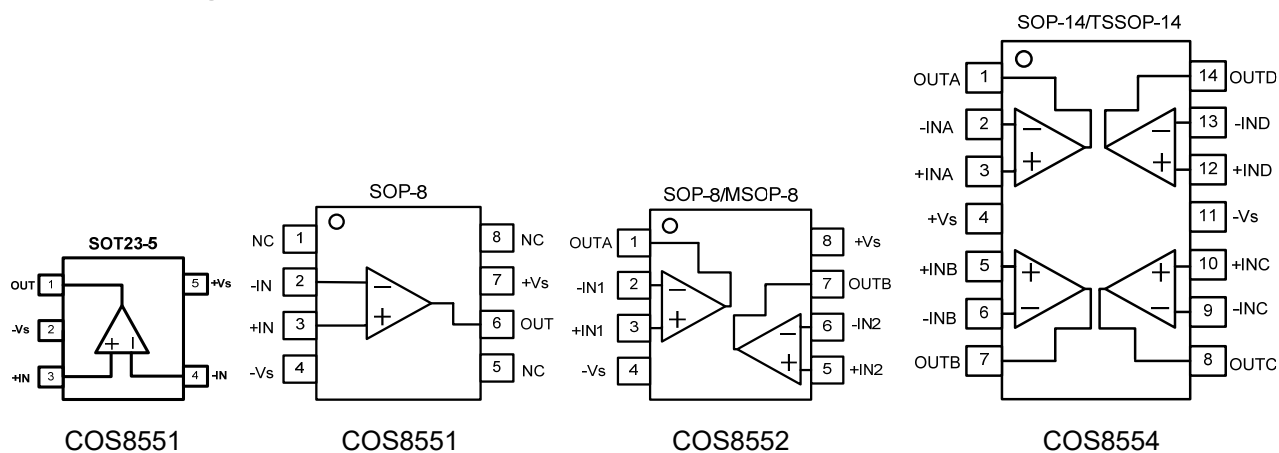 SOT23-5
OUT 1
5 +Vs
-Vs 2
+IN 3
4 -IN
+ −
COS8551
SOP-8
NC 1
8 NC
-IN 2
7 +Vs
+IN 3
6 OUT
-Vs 4
5 NC
−
+
COS8551
SOP-8/MSOP-8
OUTA 1
8 +Vs
-IN1 2
7 OUTB
+IN1 3
6 -IN2
-Vs 4
5 +IN2
−
+
−
+
COS8552
SOP-14/TSSOP-14
OUTA 1
14 OUTD
-INA 2
13 -IND
+INA 3
12 +IND
+Vs 4
11 -Vs
+INB 5
10 +INC
-INB 6
9 -INC
OUTB 7
8 OUTC
− −
+ +
+ +
− −
COS8554